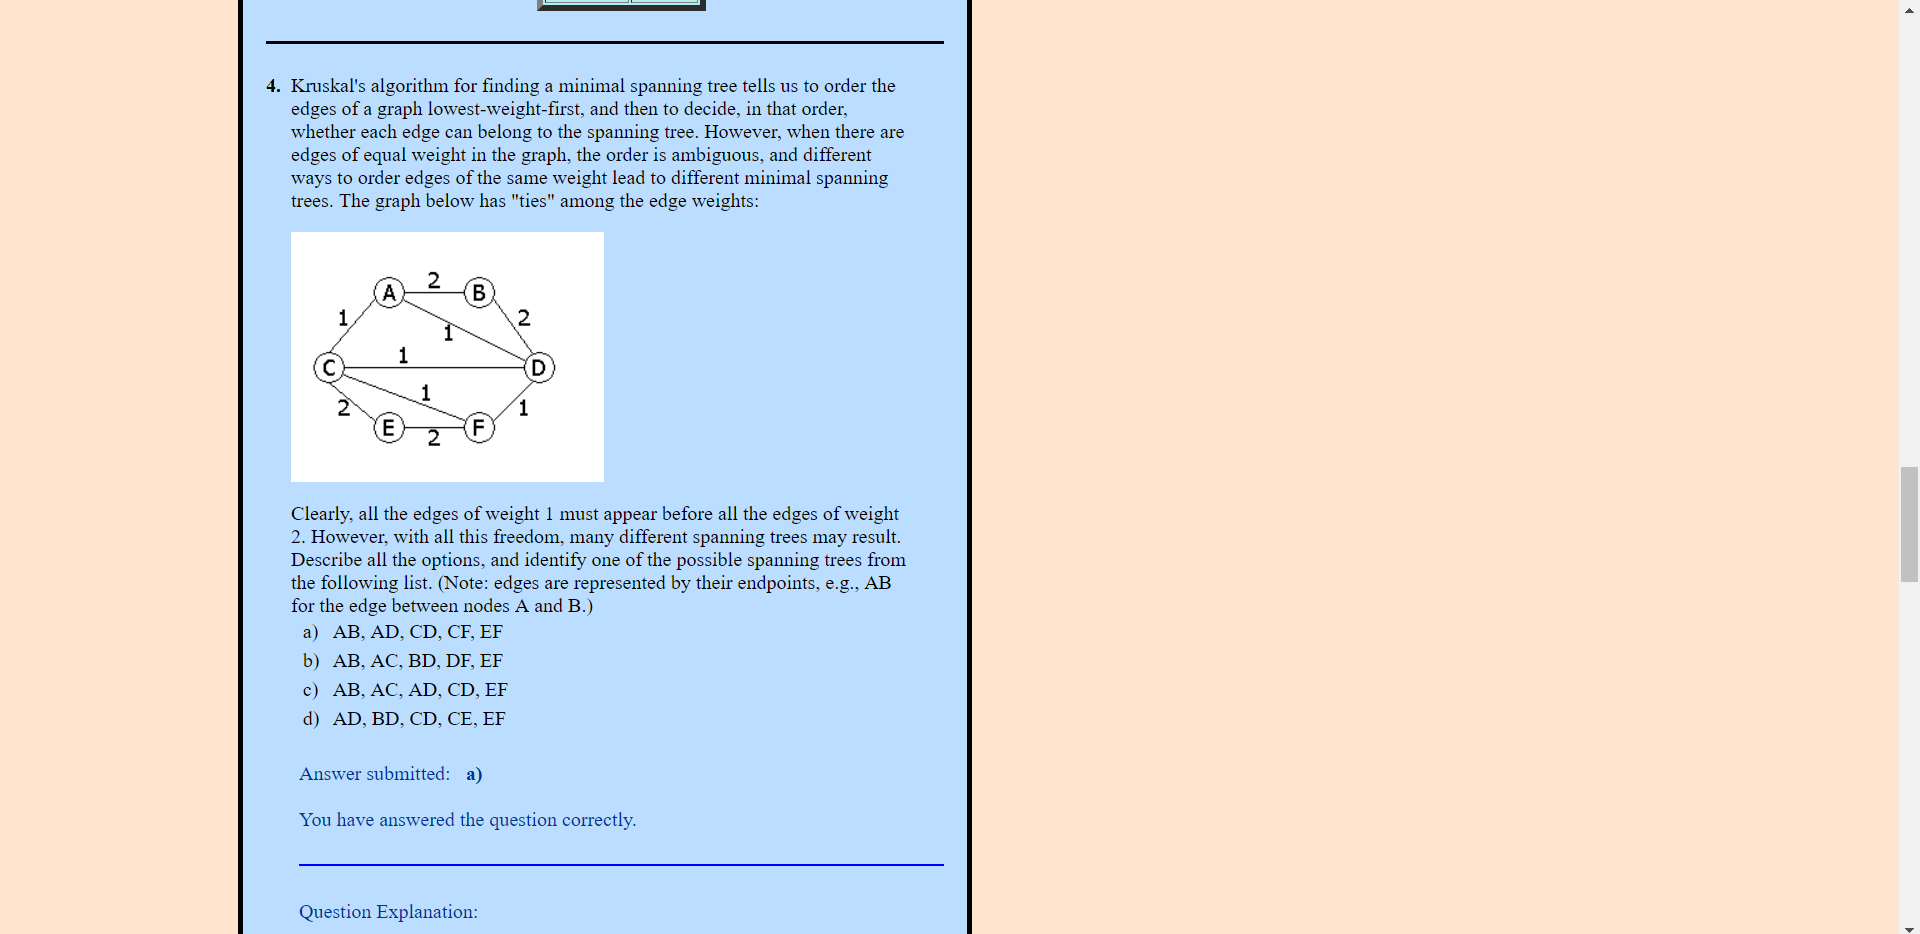 4. Kruskal's algorithm for finding a minimal spanning tree tells us to order the
edges of a graph lowest-weight-first, and then to decide, in that order,
whether each edge can belong to the spanning tree. However, when there are
edges of equal weight in the graph, the order is ambiguous, and different
ways to order edges of the same weight lead to different minimal spanning
trees. The graph below has "ties" among the edge weights:
2
A B
1 2
1
1
C D
1
2 1
E F
2
Clearly, all the edges of weight 1 must appear before all the edges of weight
2. However, with all this freedom, many different spanning trees may result.
Describe all the options, and identify one of the possible spanning trees from
the following list. (Note: edges are represented by their endpoints, e.g., AB
for the edge between nodes A and B.)
a) AB, AD, CD, CF, EF
b) AB, AC, BD, DF, EF
c) AB, AC, AD, CD, EF
d) AD, BD, CD, CE, EF
Answer submitted: a)
You have answered the question correctly.
Question Explanation: